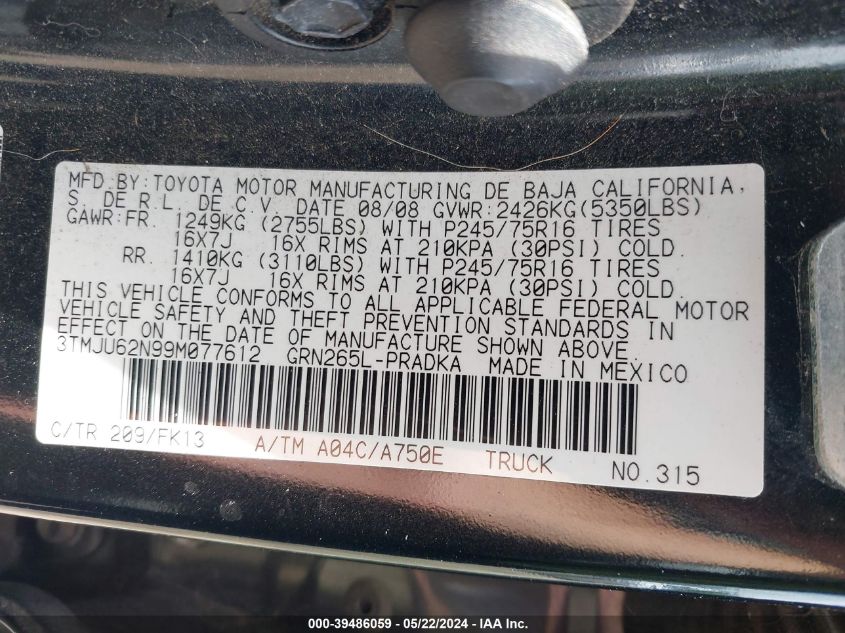 MFD.BY:TOYOTA MOTOR MANUFACTURING DE BAJA CALIFORNIA,
S. DE R.L. DE C.V. DATE 08/08 GVWR:2426KG(5350LBS)
GAWR:FR. 1249KG (2755LBS) WITH P245/75R16 TIRES
16X7J 16X RIMS AT 210KPA (30PSI) COLD.
RR. 1410KG (3110LBS) WITH P245/75R16 TIRES
16X7J 16X RIMS AT 210KPA (30PSI) COLD.
THIS VEHICLE CONFORMS TO ALL APPLICABLE FEDERAL MOTOR
VEHICLE SAFETY AND THEFT PREVENTION STANDARDS IN
EFFECT ON THE DATE OF MANUFACTURE SHOWN ABOVE.
3TMJU62N99M077612 GRN265L-PRADKA MADE IN MEXICO
C/TR 209/FK13 A/TM A04C/A750E TRUCK NO.315
000-39486059 - 05/22/2024 - IAA Inc.